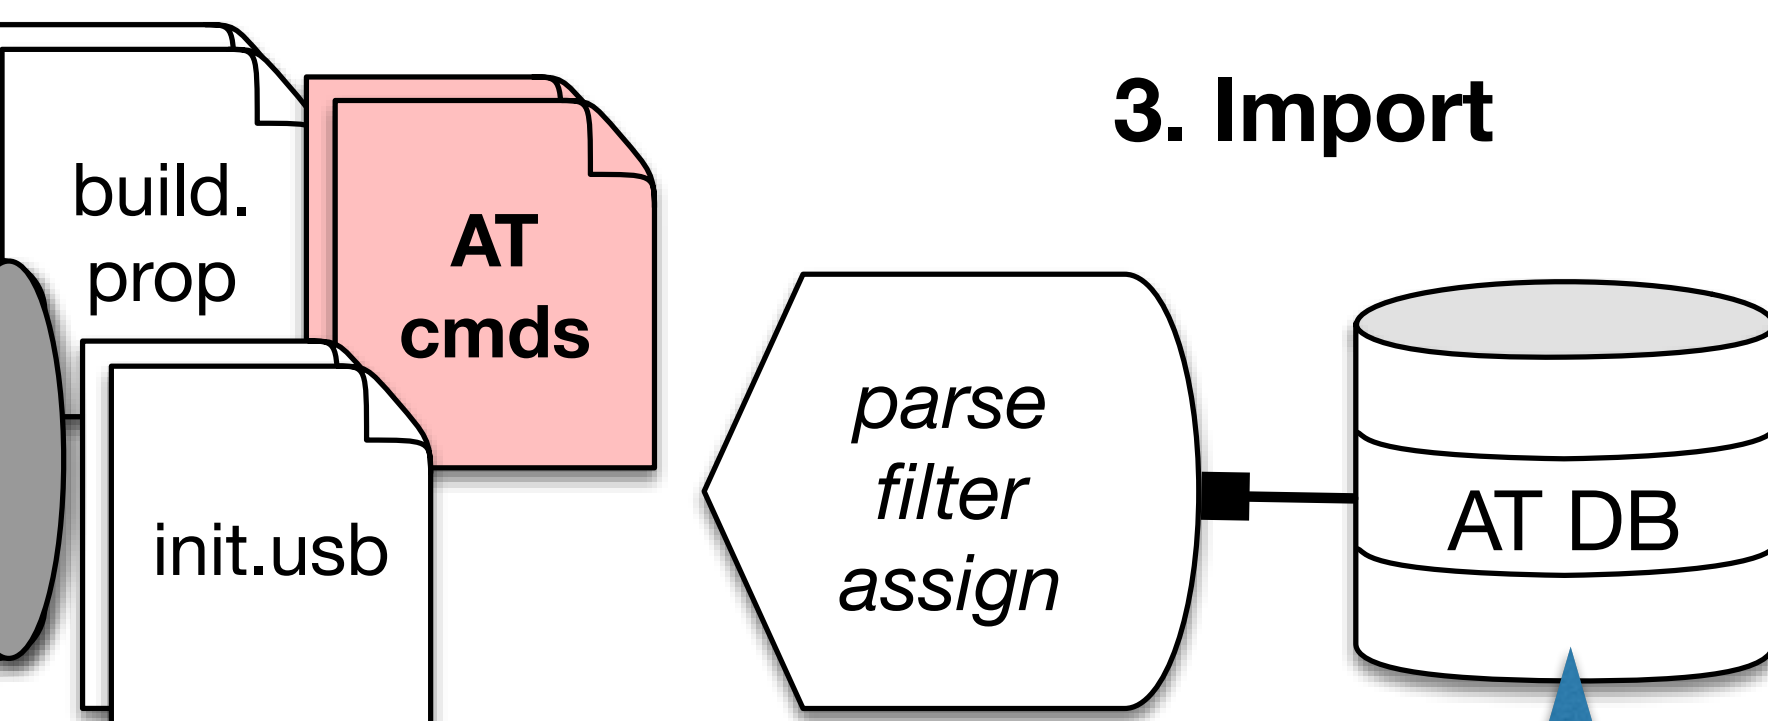 3. Import
build.
prop
AT
cmds
init.usb
parse
filter
assign
AT DB